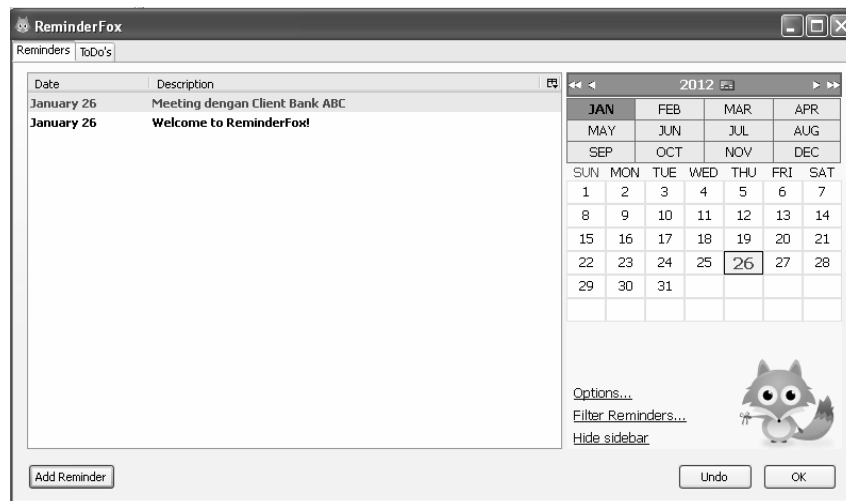 ReminderFox
Reminders ToDo's
Date Description
January 26 Meeting dengan Client Bank ABC
January 26 Welcome to ReminderFox!
2012
JAN FEB MAR APR
MAY JUN JUL AUG
SEP OCT NOV DEC
SUN MON TUE WED THU FRI SAT
1 2 3 4 5 6 7
8 9 10 11 12 13 14
15 16 17 18 19 20 21
22 23 24 25 26 27 28
29 30 31
Options...
Filter Reminders...
Hide sidebar
Add Reminder Undo OK